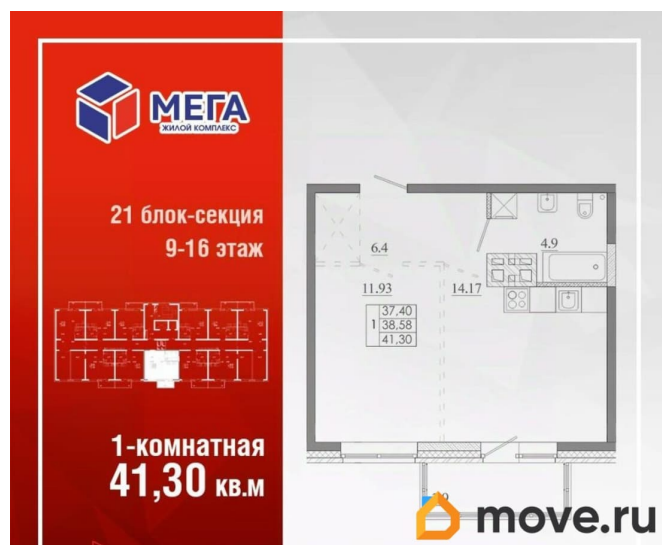 МЕГА
ЖИЛОЙ КОМПЛЕКС
21 блок-секция
9-16 этаж
1-комнатная
41,30 кв.м
6.4
4.9
11.93
14.17
37.40
1 38.58
41.30
move.ru